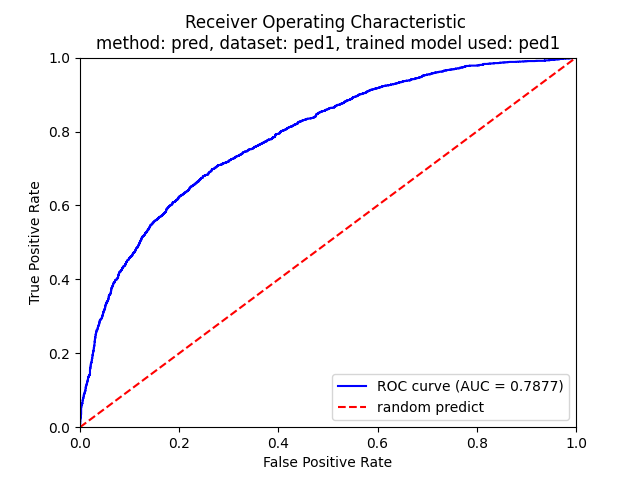 Receiver Operating Characteristic
method: pred, dataset: ped1, trained model used: ped1
1.0
0.8
0.6
0.4
0.2
0.0
True Positive Rate
ROC curve (AUC = 0.7877)
random predict
0.0 0.2 0.4 0.6 0.8 1.0
False Positive Rate